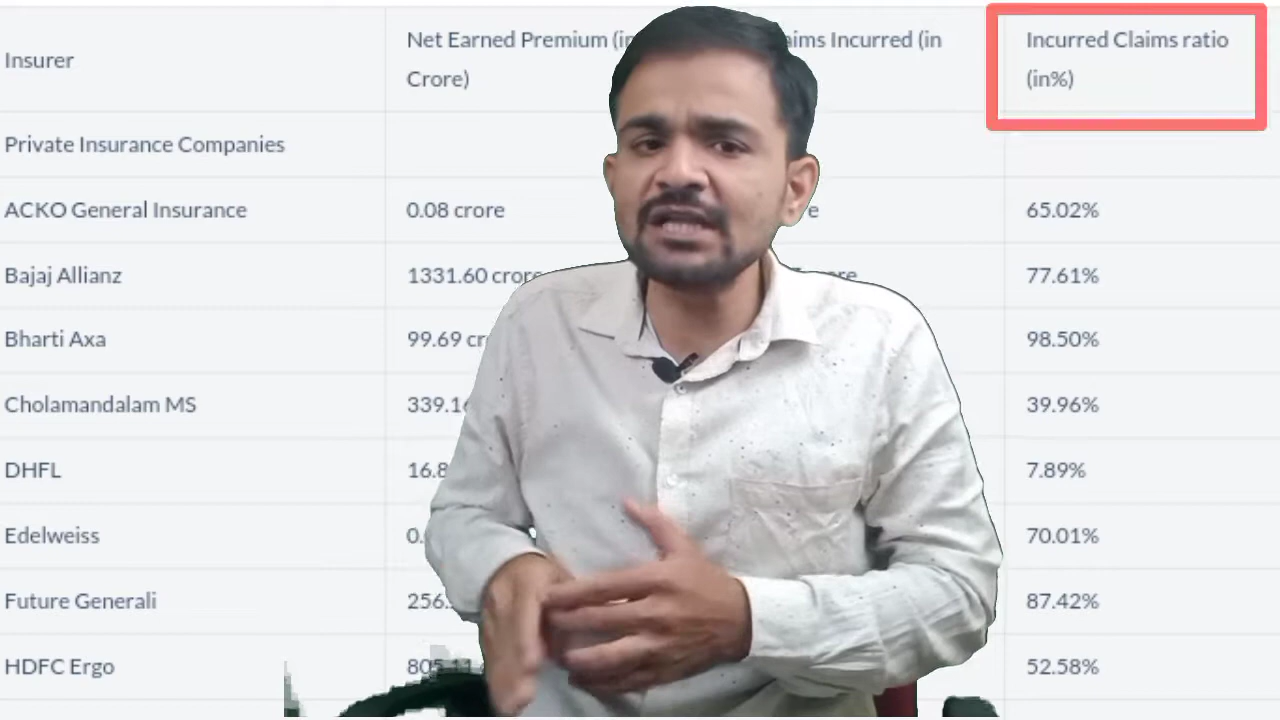 Insurer
Net Earned Premium
Crore)
Incurred (in
Incurred Claims ratio
(in%)
Private Insurance Companies
ACKO General Insurance 0.08 crore 65.02%
Bajaj Allianz 1331.60 crore 77.61%
Bharti Axa 99.69 98.50%
Cholamandalam MS 39.96%
DHFL 7.89%
Edelweiss 70.01%
Future Generali 87.42%
HDFC Ergo 52.58%